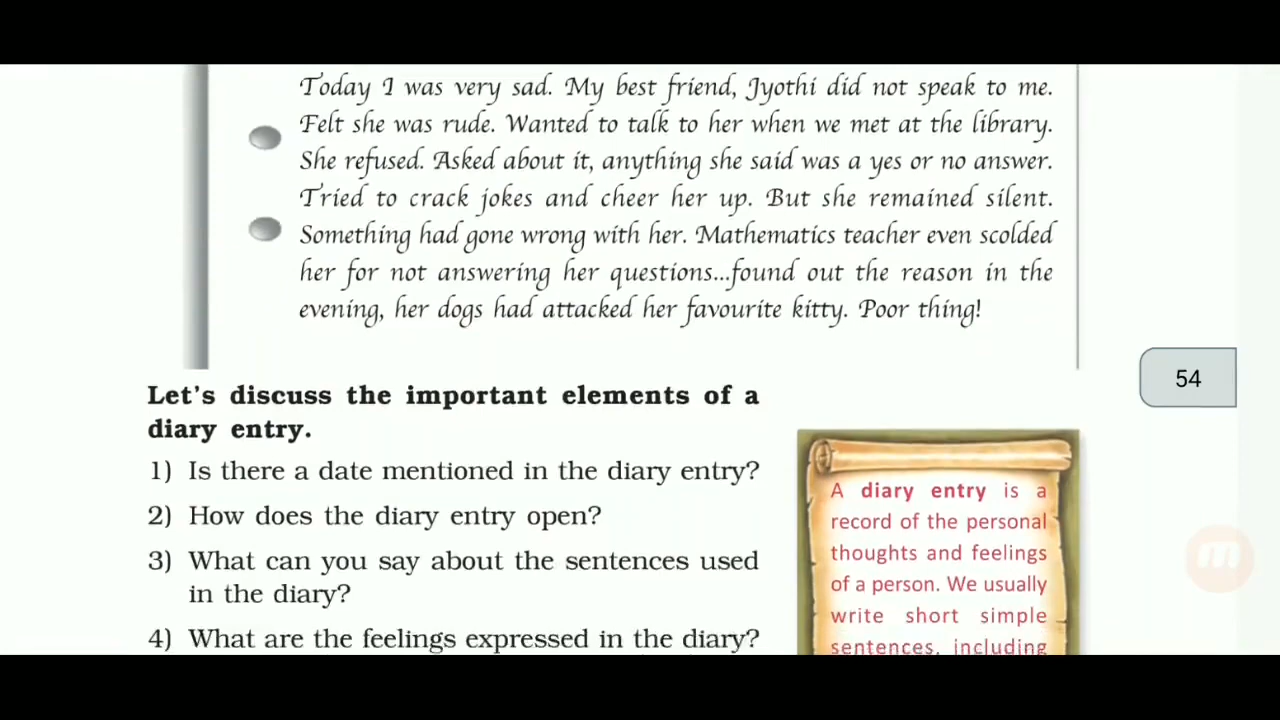 Today I was very sad. My best friend, Jyothi did not speak to me.
Felt she was rude. Wanted to talk to her when we met at the library.
She refused. Asked about it, anything she said was a yes or no answer.
Tried to crack jokes and cheer her up. But she remained silent.
Something had gone wrong with her. Mathematics teacher even scolded
her for not answering her questions...found out the reason in the
evening, her dogs had attacked her favourite kitty. Poor thing!
54
Let's discuss the important elements of a
diary entry.
1) Is there a date mentioned in the diary entry?
2) How does the diary entry open?
3) What can you say about the sentences used
in the diary?
4) What are the feelings expressed in the diary?
A diary entry is a
record of the personal
thoughts and feelings
of a person. We usually
write short simple
sentences, including